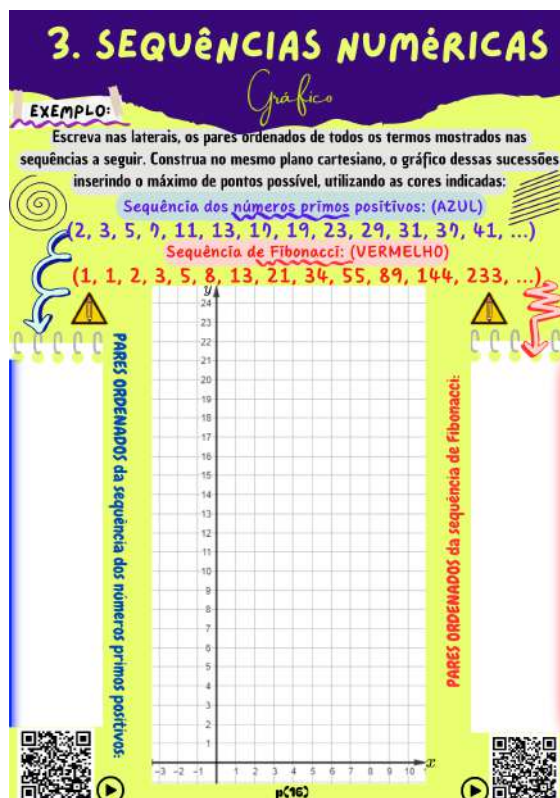 3. SEQUÊNCIAS NUMÉRICAS
Gráfico
EXEMPLO:
Escreva nas laterais, os pares ordenados de todos os termos mostrados nas
sequências a seguir. Construa no mesmo plano cartesiano, o gráfico dessas sucessões
inserindo o máximo de pontos possível, utilizando as cores indicadas:
Sequência dos números primos positivos: (AZUL)
(2, 3, 5, 7, 11, 13, 17, 19, 23, 29, 31, 37, 41, ...)
Sequência de Fibonacci: (VERMELHO)
(1, 1, 2, 3, 5, 8, 13, 21, 34, 55, 89, 144, 233, ...)
PARES ORDENADOS da sequência dos números primos positivos:
y
24
23
22
21
20
19
18
17
16
15
14
13
12
11
10
9
8
7
6
5
4
3
2
1
-3 -2 -1 1 2 3 4 5 6 7 8 9 10 x
PARES ORDENADOS da sequência de Fibonacci:
p(16)